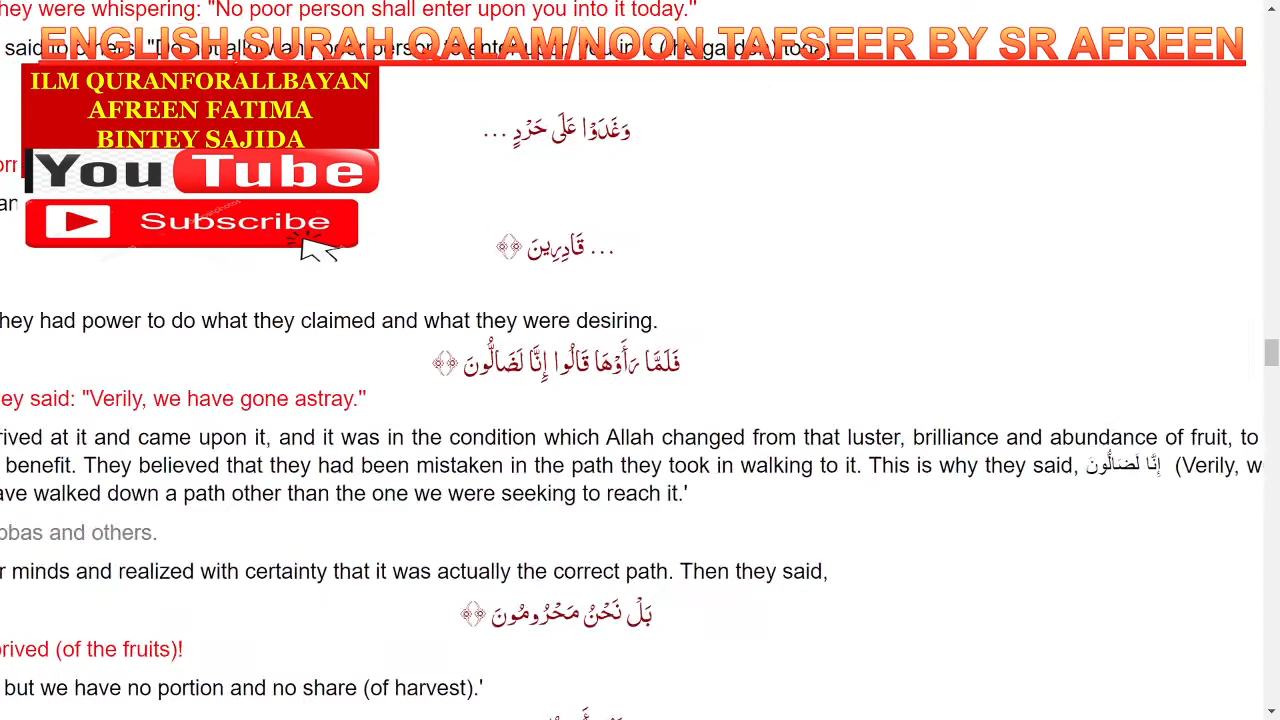 hey were whispering: "No poor person shall enter upon you into it today."
ENGLISH,SURAH QALAM/NOON TAFSEER BY SR AFREEN
ILM QURANFORALLBAYAN
AFREEN FATIMA
BINTEY SAJIDA
وَغَدَوْا عَلَىٰ حَرْدٍ ...
You Tube
an
Subscribe
... قَادِرِينَ ﴿﴾
hey had power to do what they claimed and what they were desiring.
فَلَمَّا رَأَوْهَا قَالُوا إِنَّا لَضَالُّونَ ﴿﴾
ey said: "Verily, we have gone astray."
rived at it and came upon it, and it was in the condition which Allah changed from that luster, brilliance and abundance of fruit, to
benefit. They believed that they had been mistaken in the path they took in walking to it. This is why they said, إِنَّا لَضَالُّونَ (Verily, w
ave walked down a path other than the one we were seeking to reach it.'
bbas and others.
r minds and realized with certainty that it was actually the correct path. Then they said,
بَلْ نَحْنُ مَحْرُومُونَ ﴿﴾
prived (of the fruits)!
but we have no portion and no share (of harvest).'